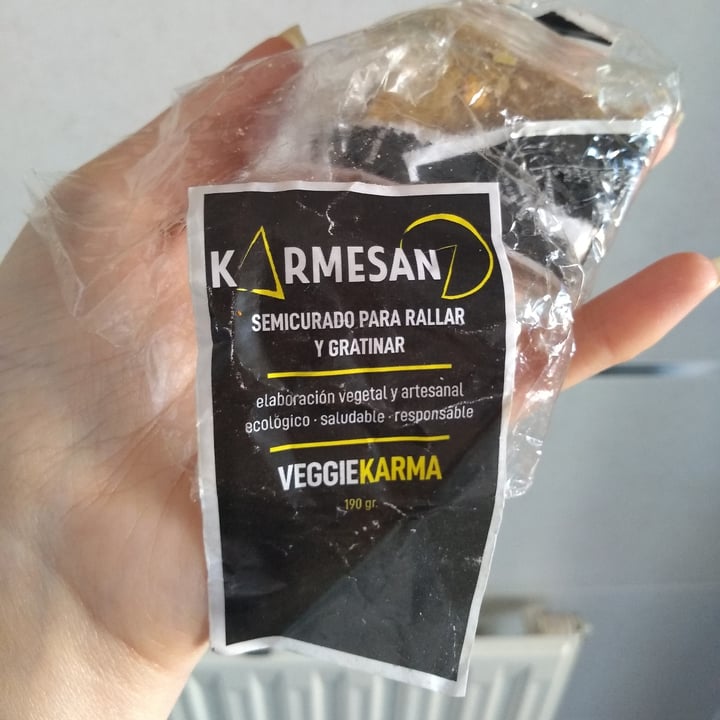 KARMESANO
SEMICURADO PARA RALLAR
Y GRATINAR
elaboración vegetal y artesanal
ecológico · saludable · responsable
VEGGIEKARMA
190 gr.